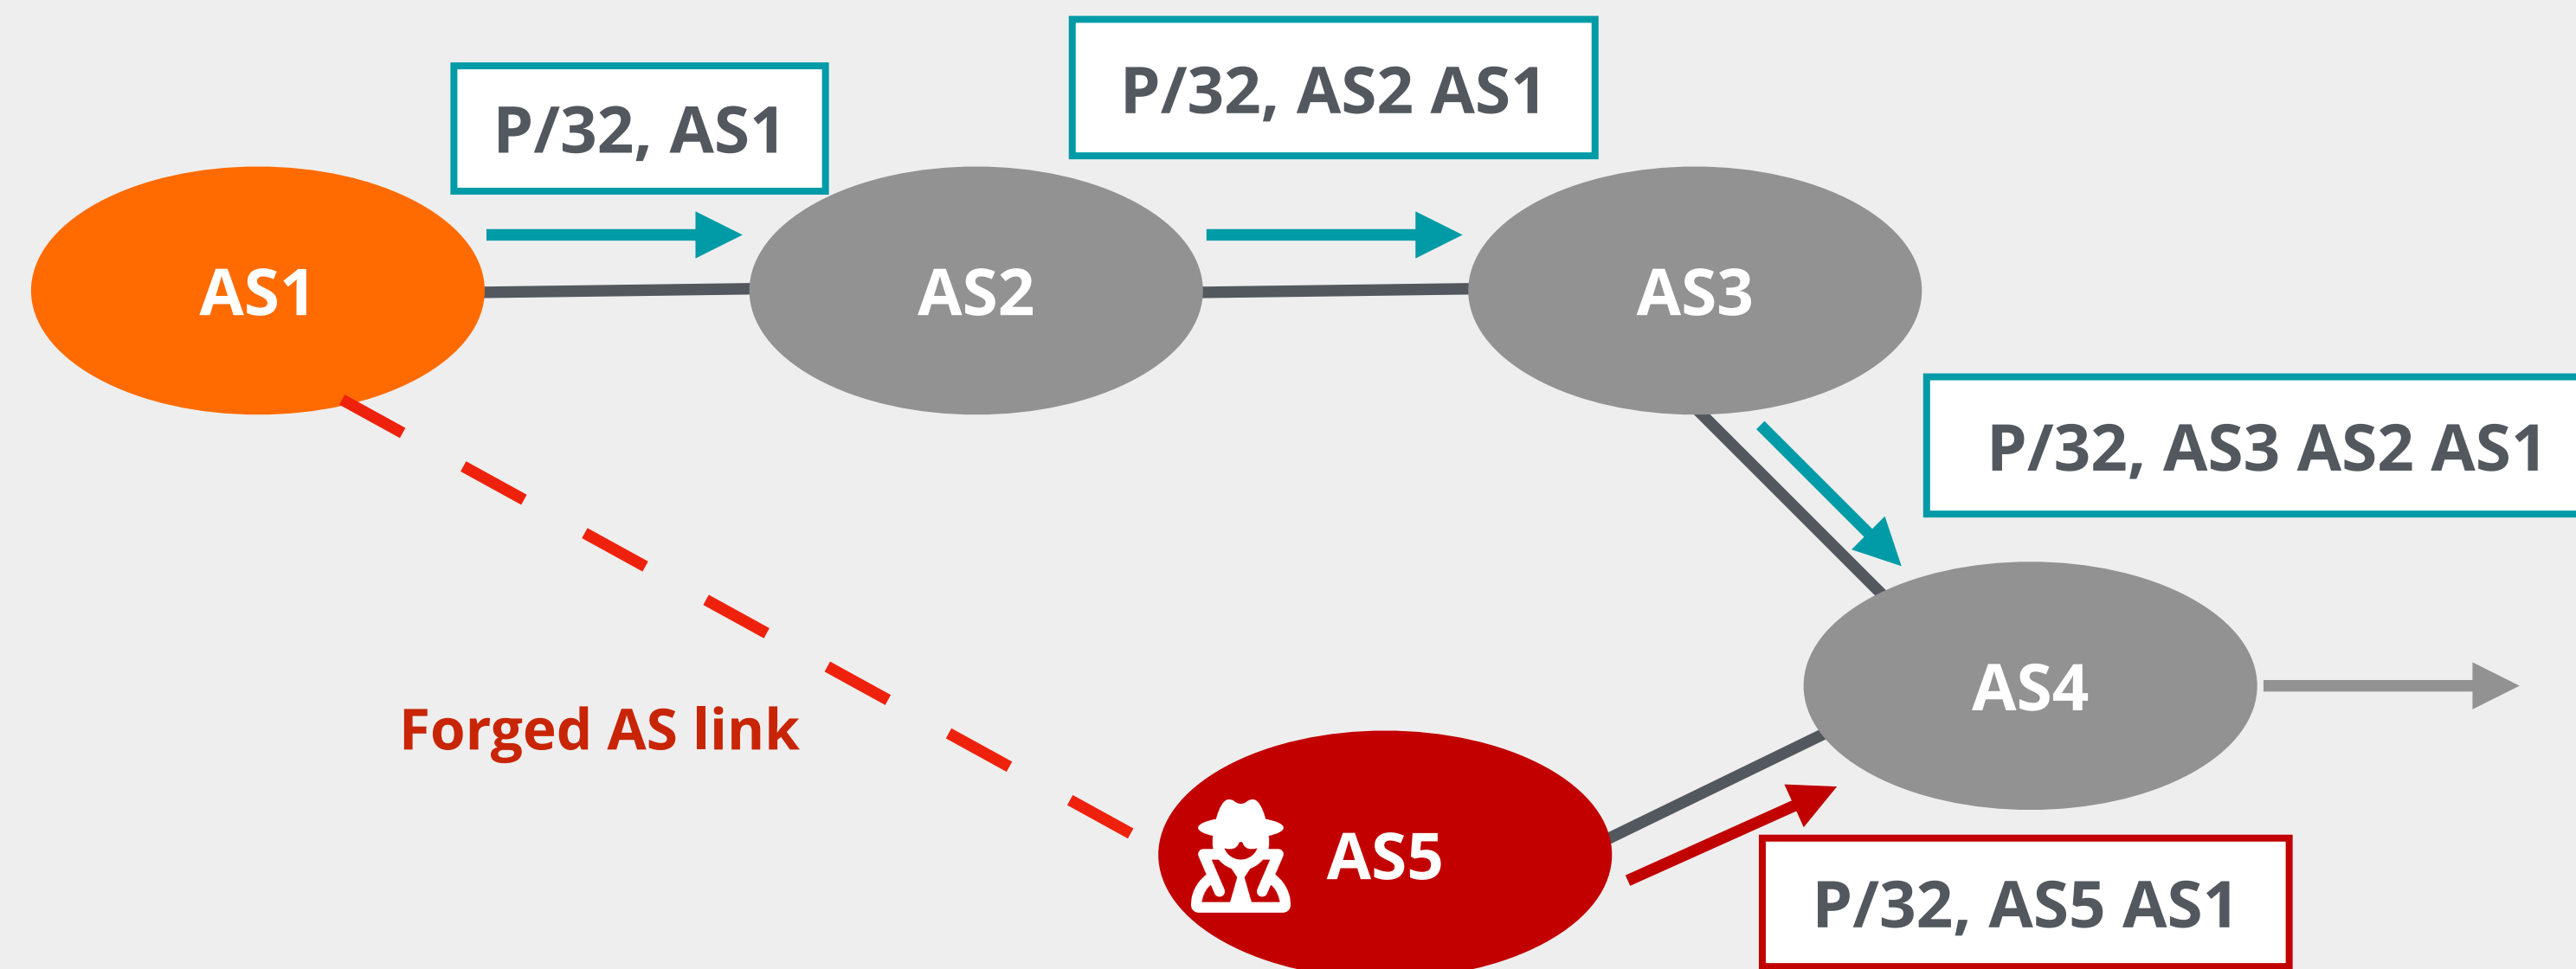 P/32, AS2 AS1
P/32, AS1
AS1
AS2
AS3
P/32, AS3 AS2 AS1
AS4
Forged AS link
AS5
P/32, AS5 AS1